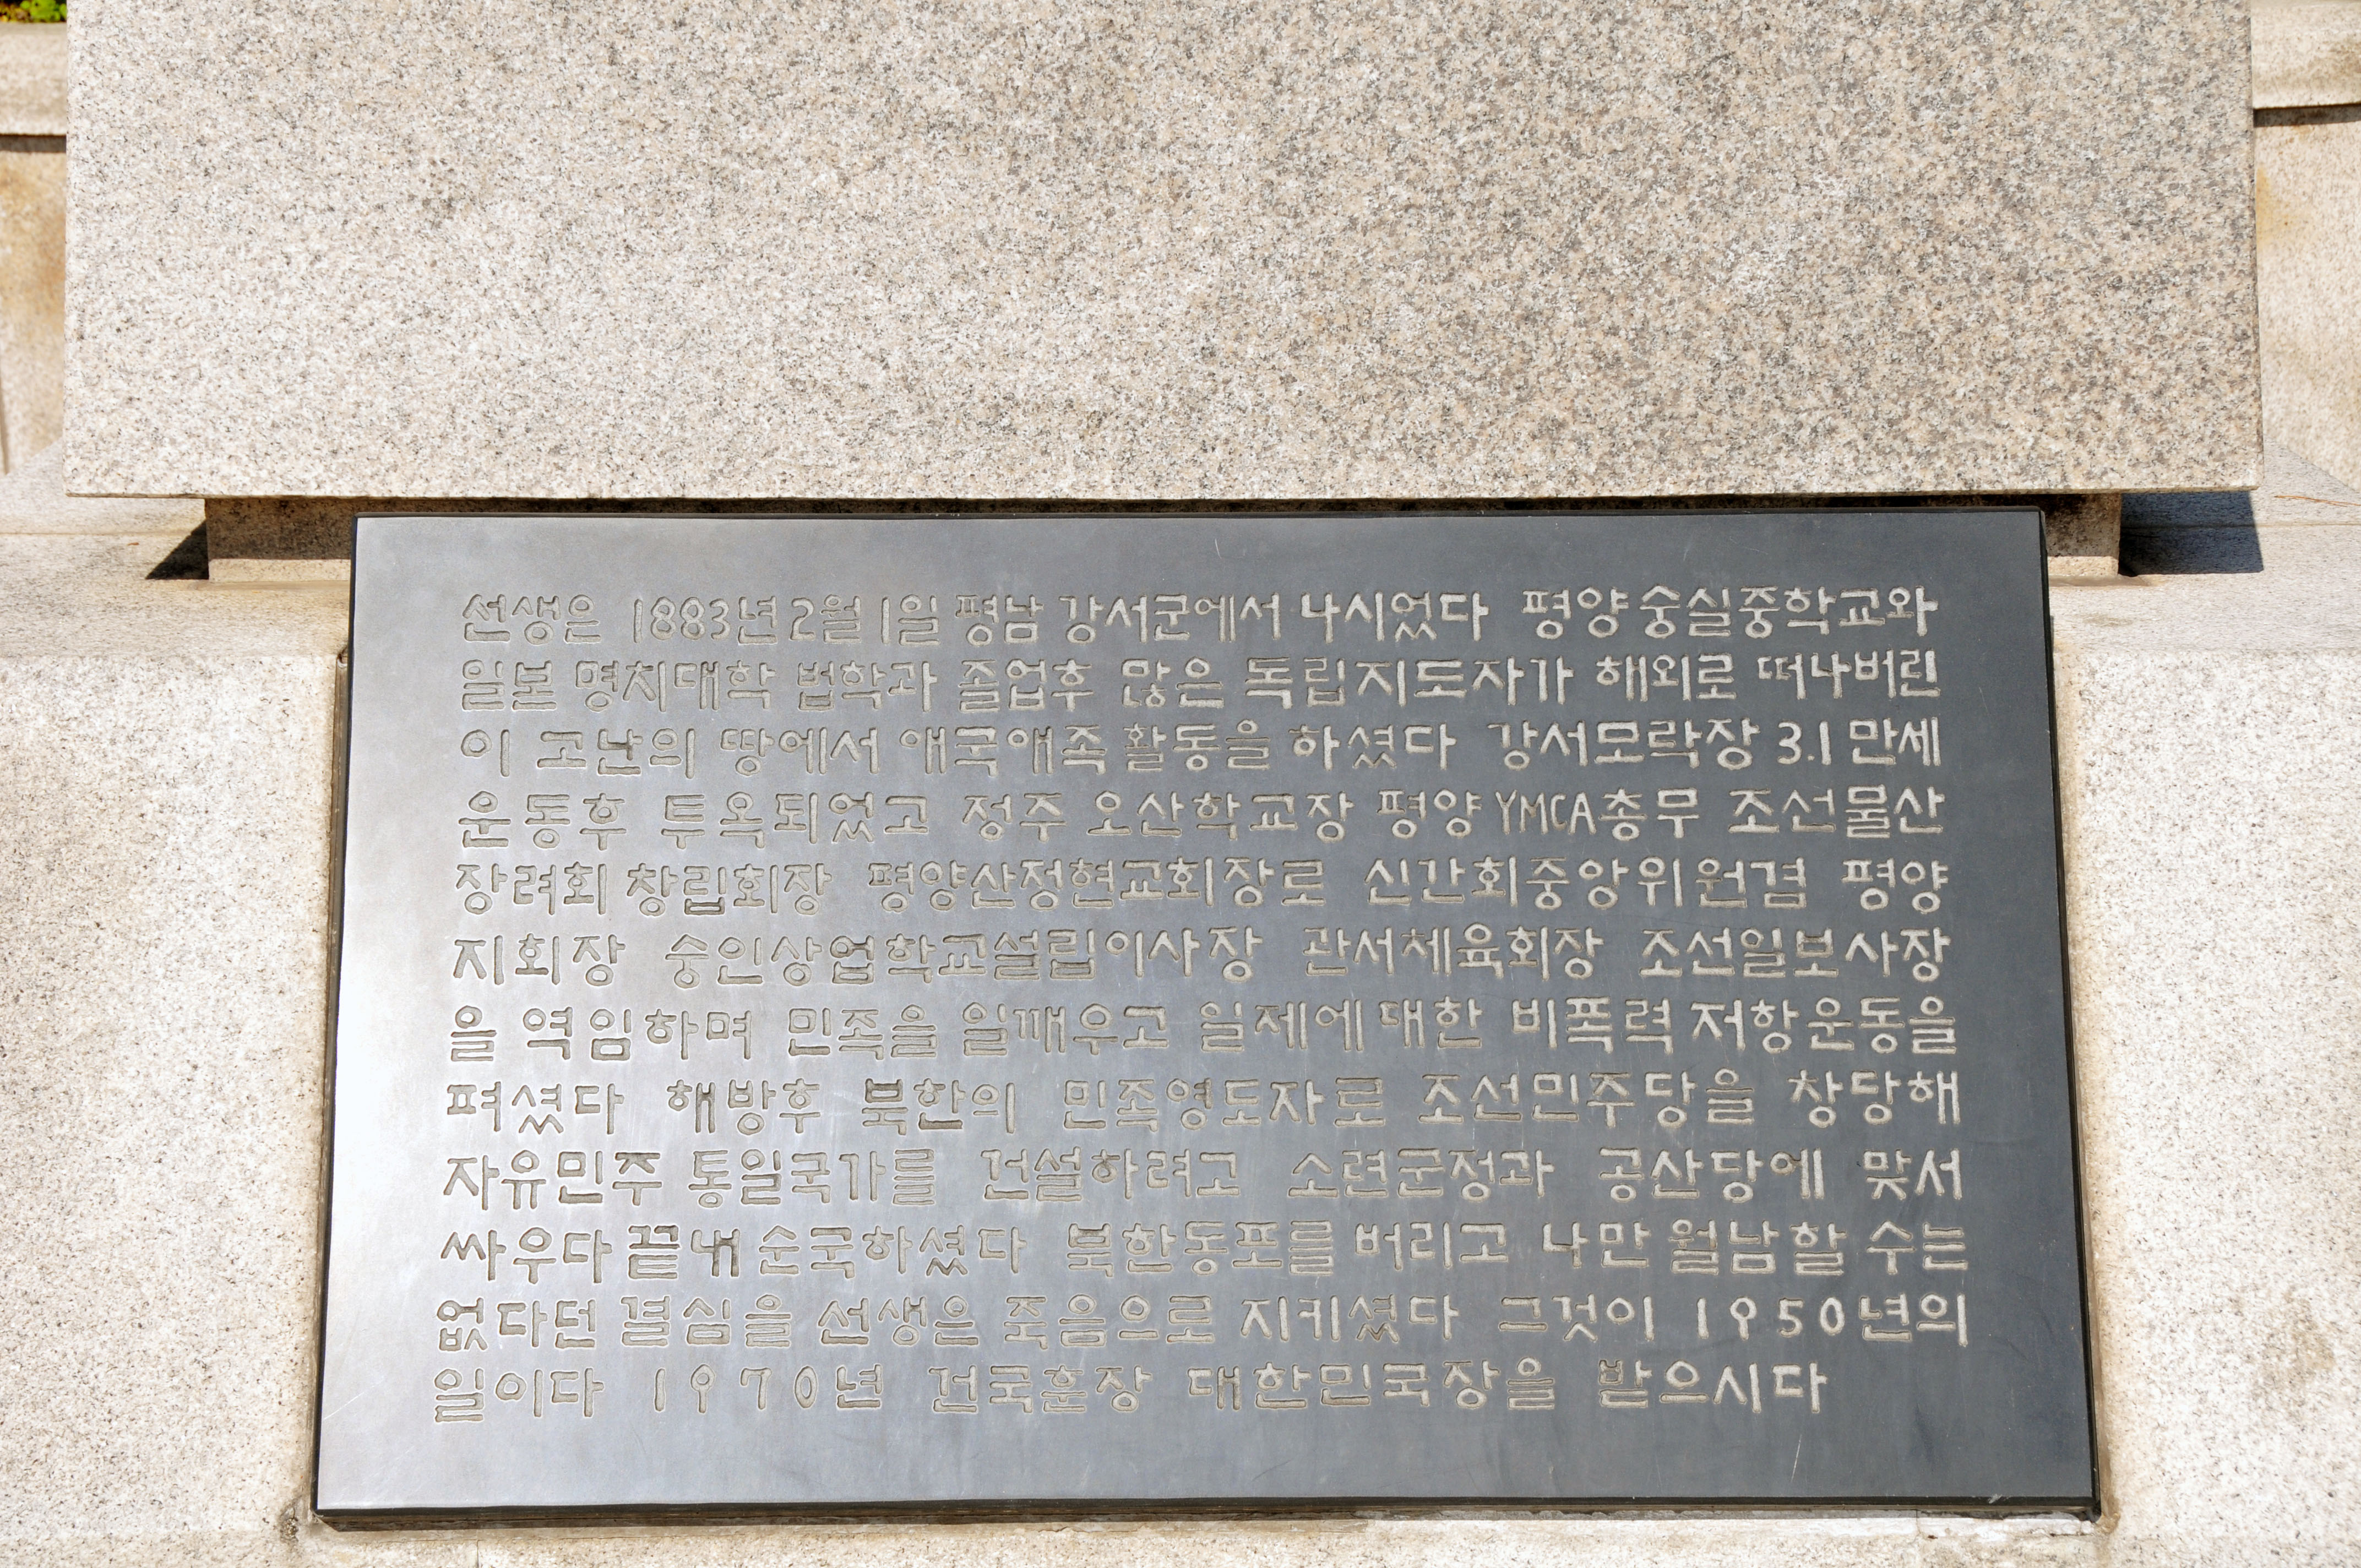 선생은 1883년 2월 1일 평남 강서군에서 나시었다 평양 숭실중학교와
일본 명치대학 법학과 졸업후 많은 독립지도자가 해외로 떠나버린
이 고난의 땅에서 애국애족 활동을 하셨다 강서모락장 3.1 만세
운동후 투옥되었고 정주 오산학교장 평양 YMCA총무 조선물산
장려회 창립회장 평양산정현교회장로 신간회중앙위원겸 평양
지회장 숭인상업학교설립이사장 관서체육회장 조선일보사장
을 역임하며 민족을 일깨우고 일제에 대한 비폭력 저항운동을
펴셨다 해방후 북한의 민족영도자로 조선민주당을 창당해
자유민주 통일국가를 건설하려고 소련군정과 공산당에 맞서
싸우다 끝내 순국하셨다 북한동포를 버리고 나만 월남할 수는
없다던 결심을 선생은 죽음으로 지키셨다 그것이 1950년의
일이다 1970년 건국훈장 대한민국장을 받으시다